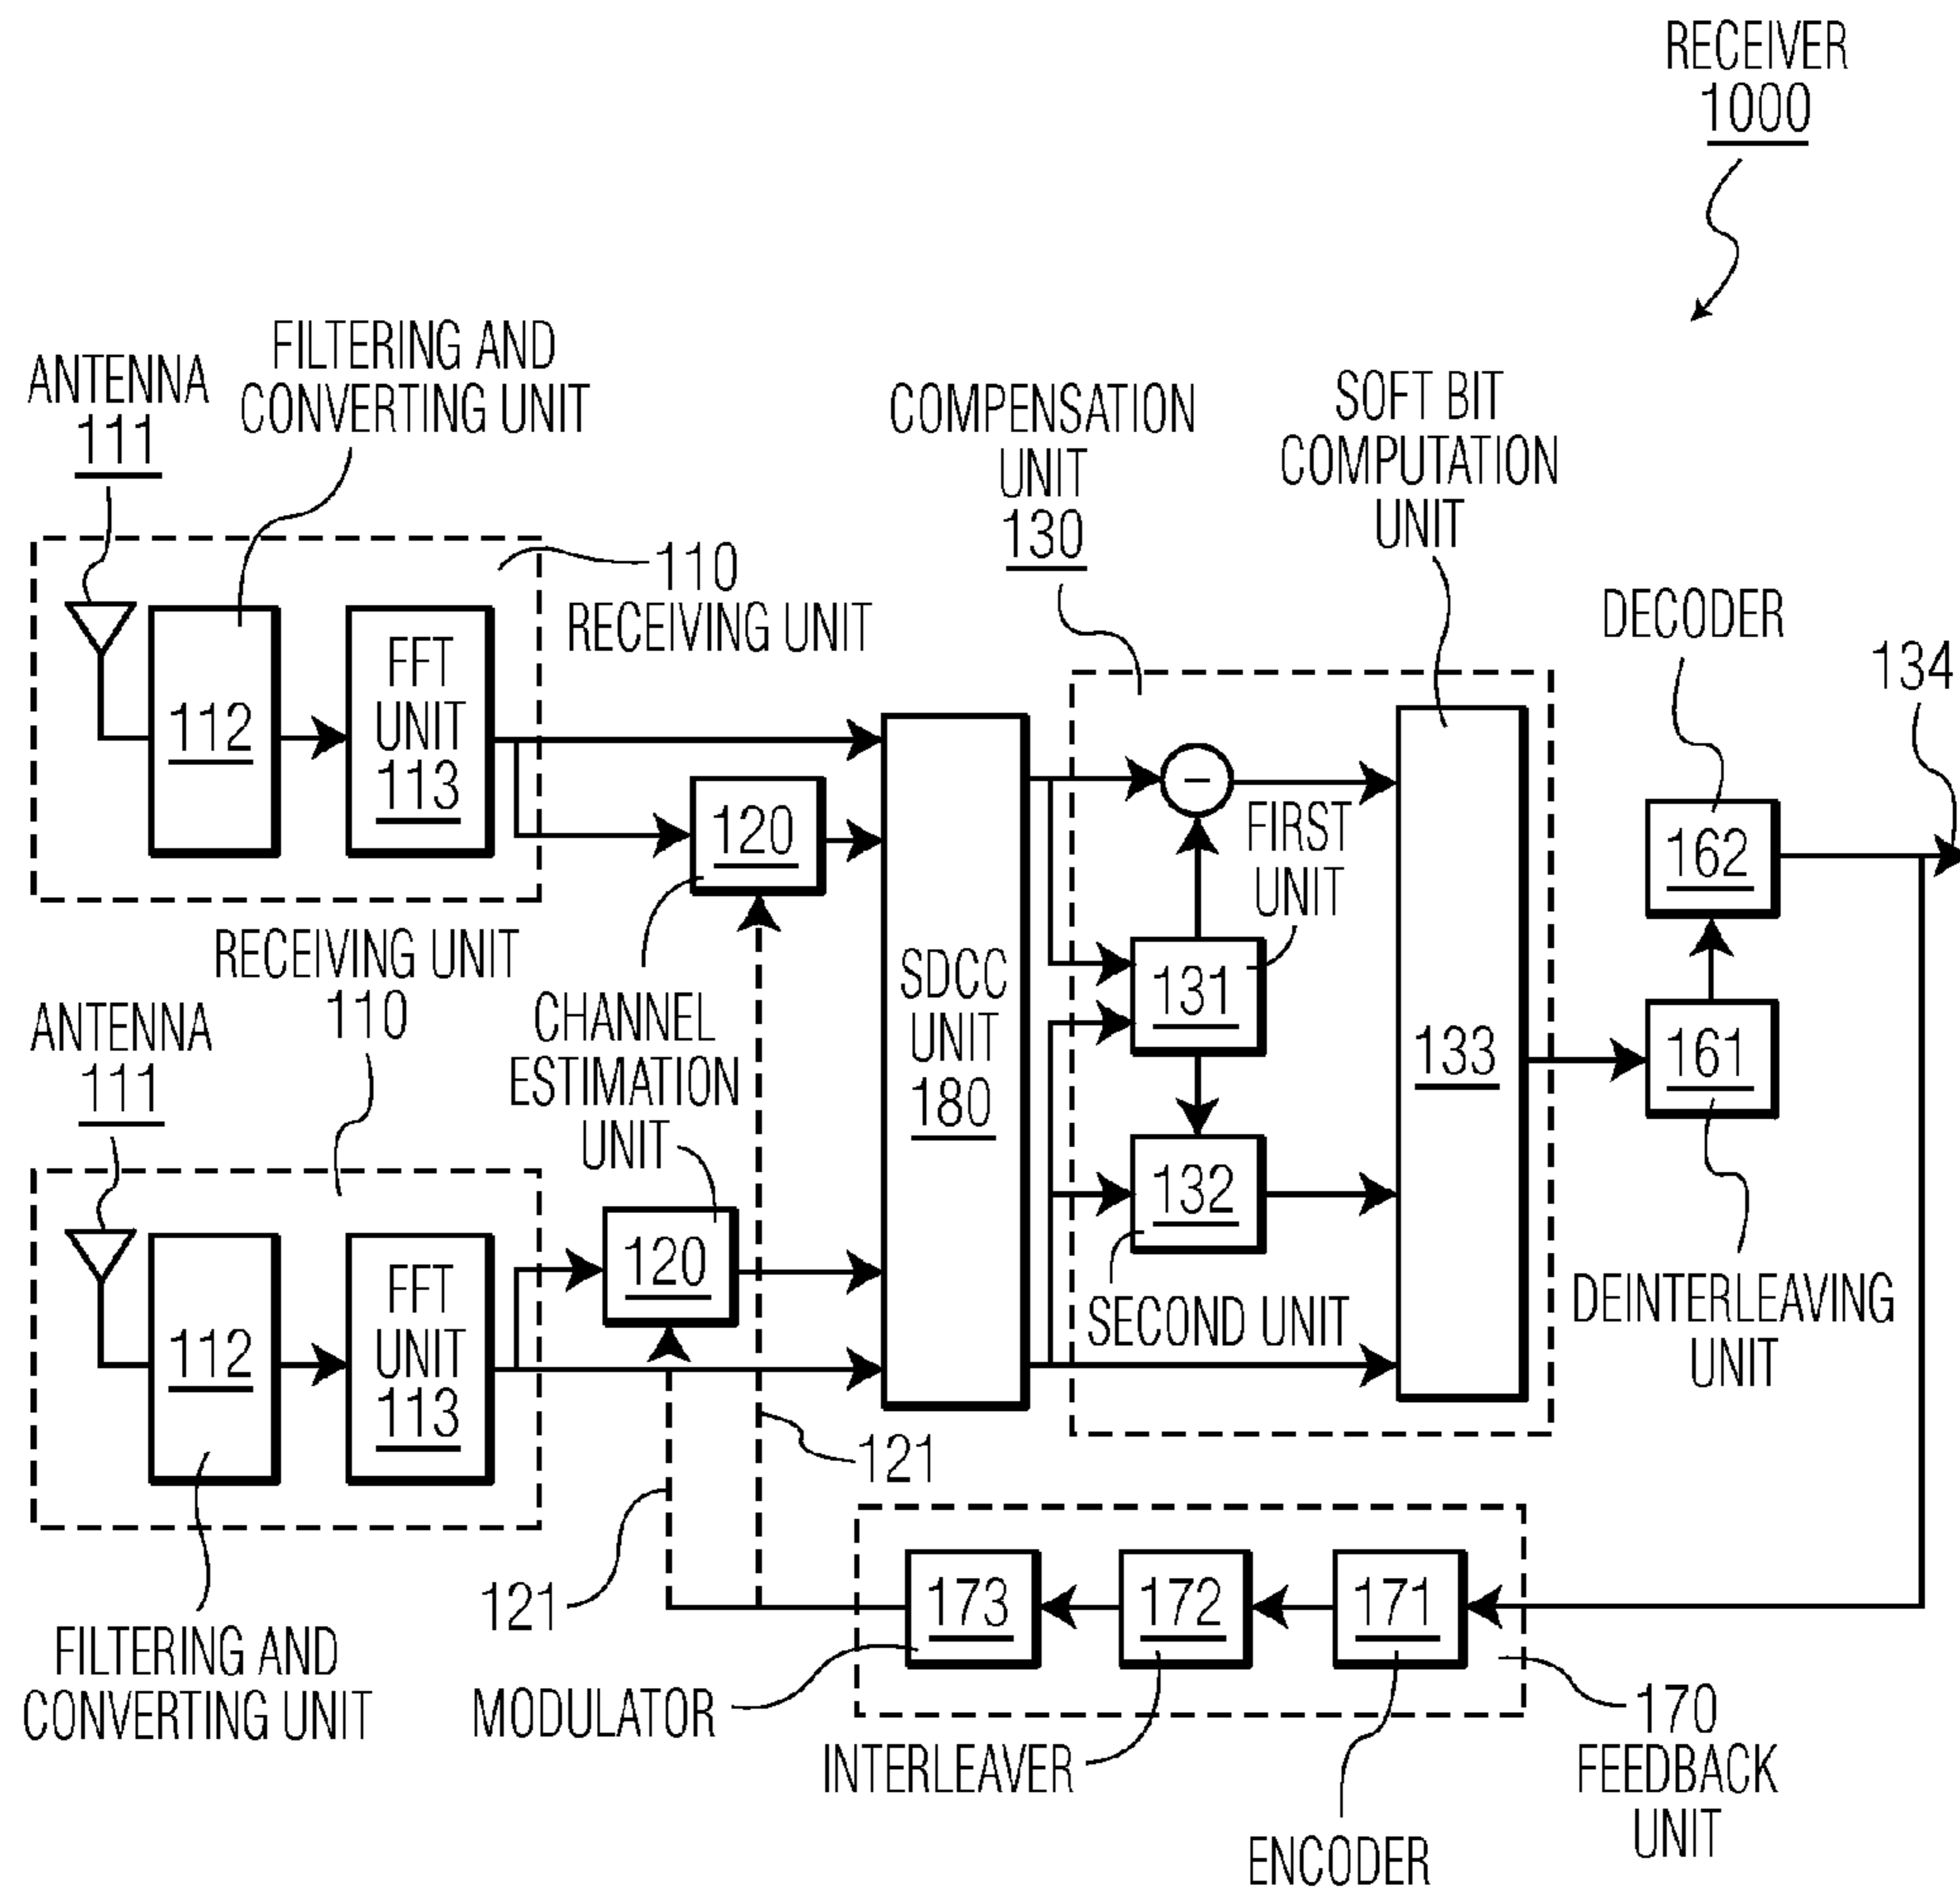 RECEIVER
1000
FILTERING AND
CONVERTING UNIT
ANTENNA
111
COMPENSATION
UNIT
130
SOFT BIT
COMPUTATION
UNIT
110
RECEIVING UNIT
DECODER
134
112
FFT
UNIT
113
120
FIRST
UNIT
162
RECEIVING UNIT
110
ANTENNA
111
CHANNEL
ESTIMATION
UNIT
SDCC
UNIT
180
131
133
161
132
SECOND UNIT
DEINTERLEAVING
UNIT
112
FFT
UNIT
113
120
121
121
173
172
171
FILTERING AND
CONVERTING UNIT
MODULATOR
INTERLEAVER
ENCODER
170
FEEDBACK
UNIT